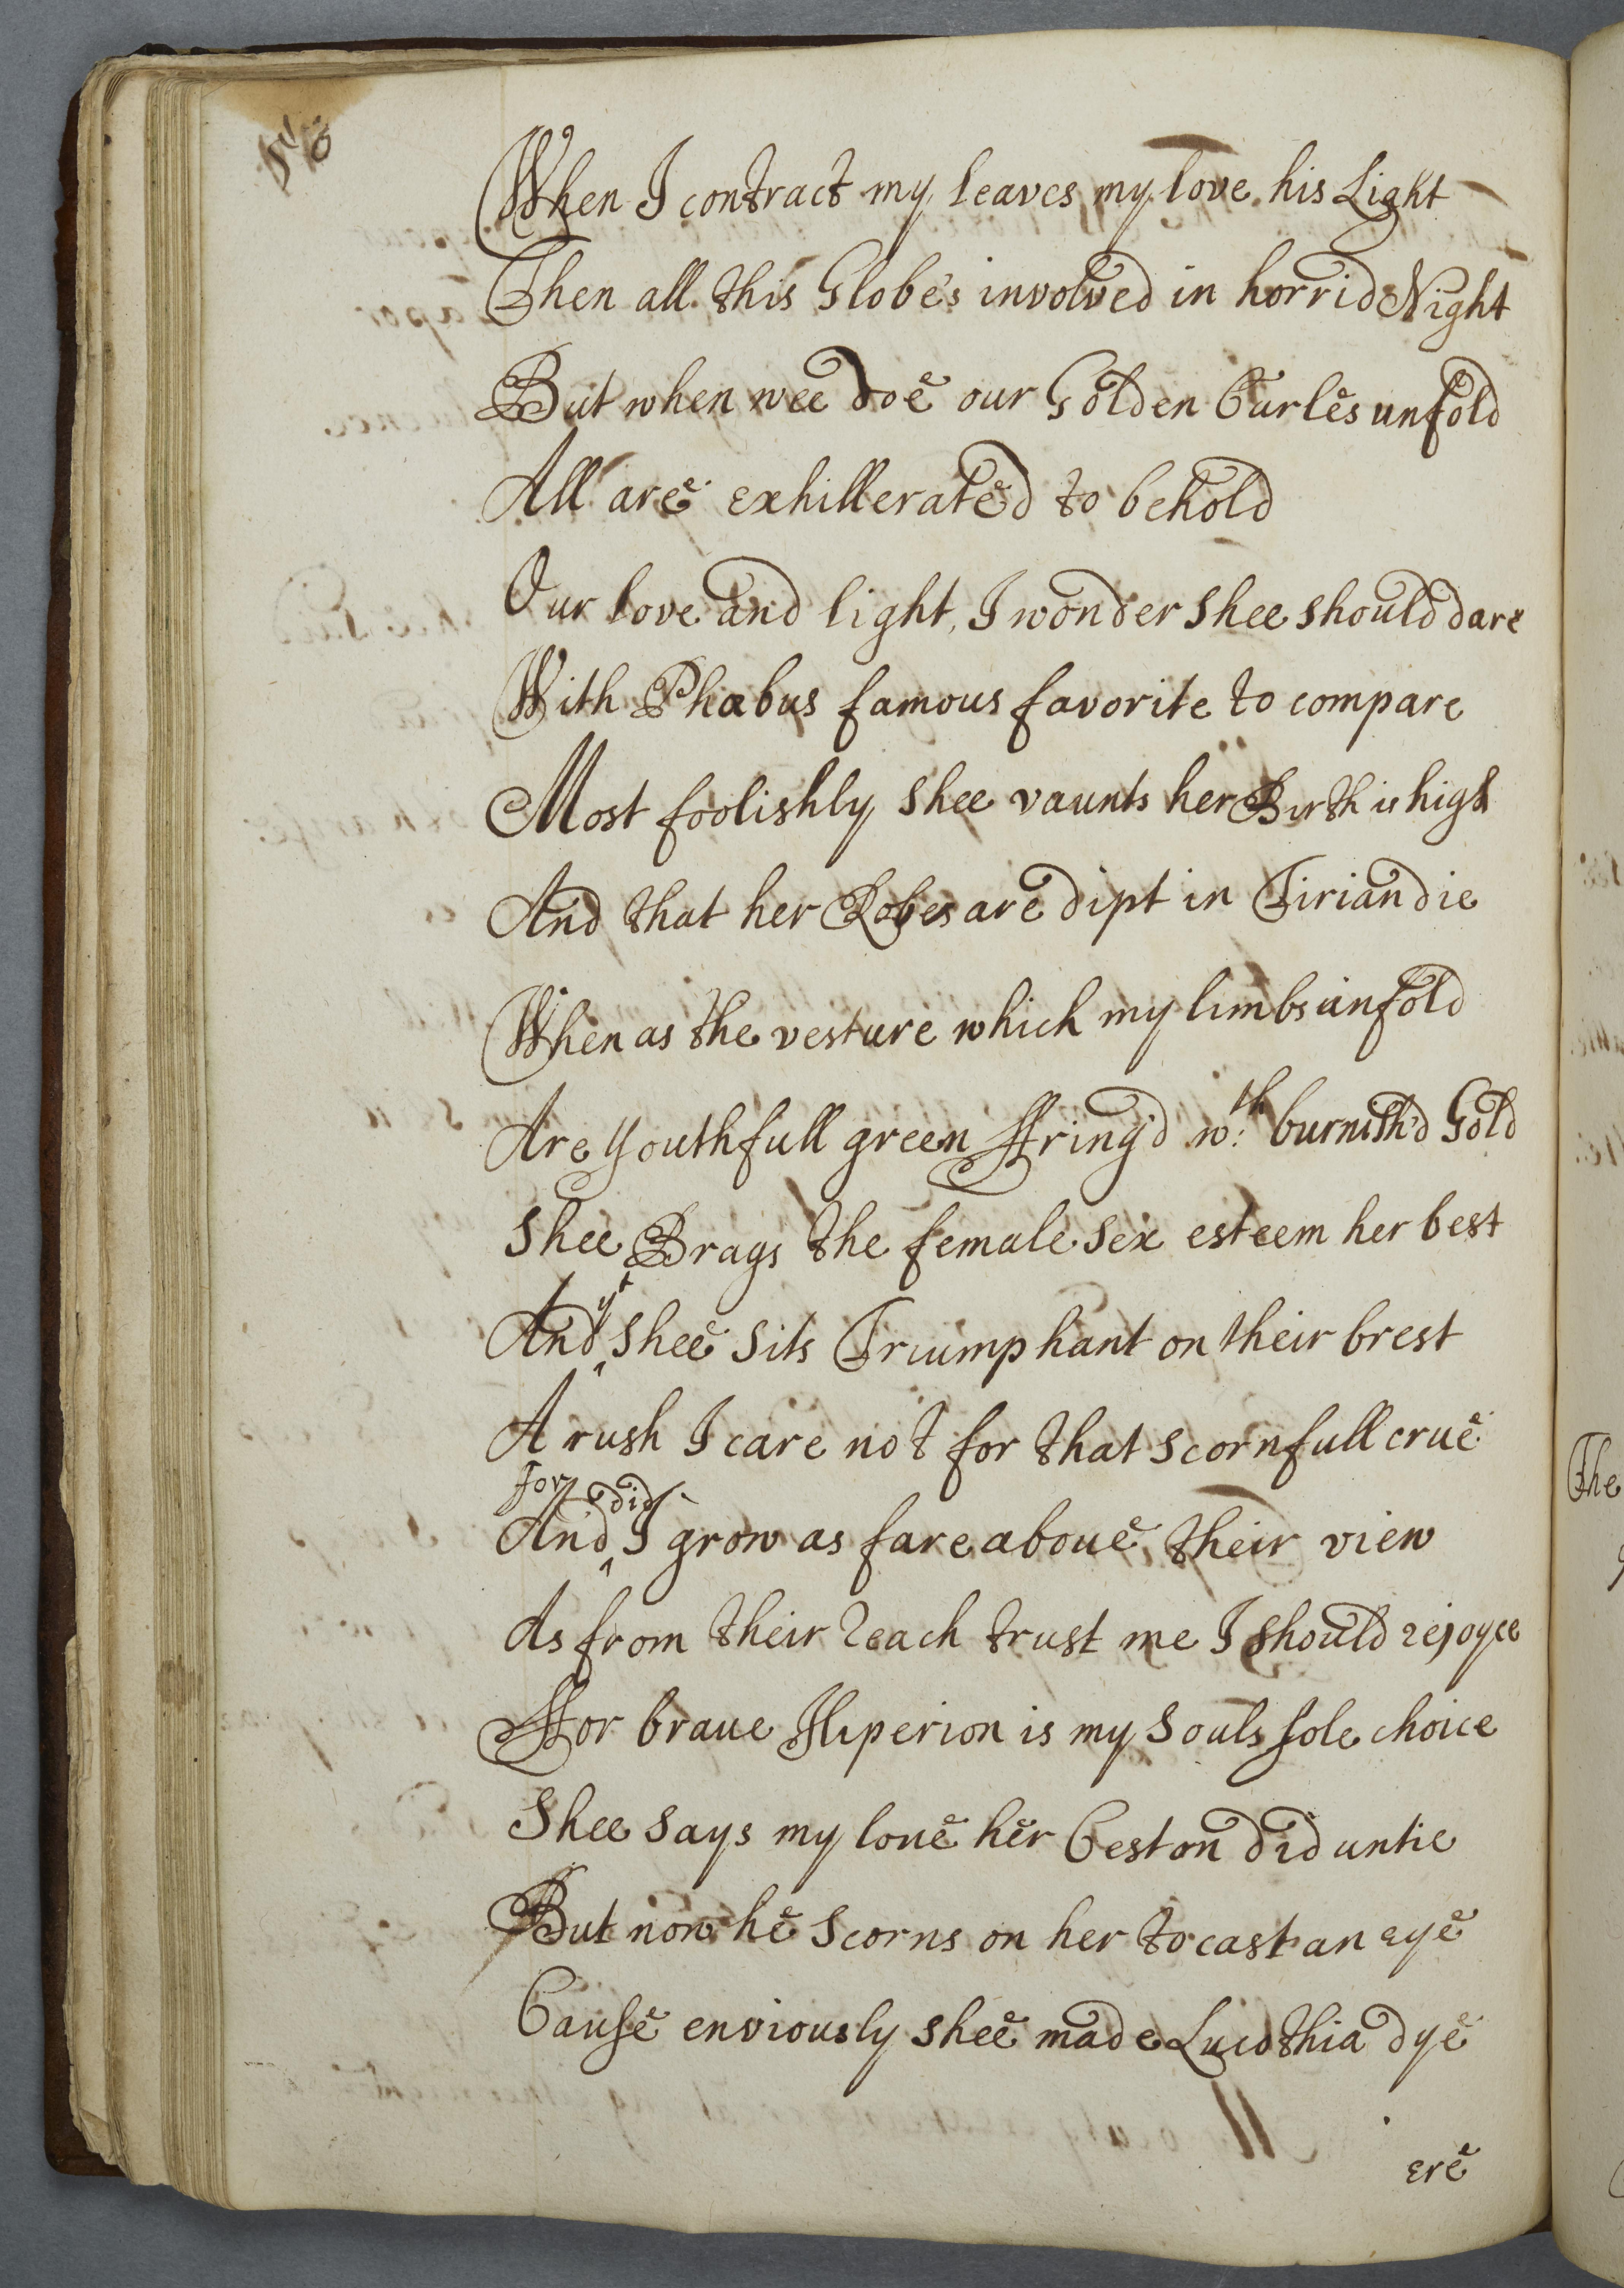 When I contract my leaves my love his Light
Then all this Globe's involved in horrid Night
But when wee doe our Golden Curles unfold
All are exhillerated to behold
Our love and light, I wonder shee should dare
With Phœbus famous favorite to compare
Most foolishly shee vaunts her Birth is high
And that her Robes are dipt in Tirian die
When as the vesture which my limbs unfold
Are youthfull green ffring'd wth: burnish'd Gold
Shee Brags the female sex esteem her best
And yt shee sits Triumphant on their brest
A rush I care not for that scornfull crue
For did
And I grow as fare aboue their view
As from their reach trust me I should rejoyce
ffor braue Hiperion is my souls sole choice
Shee says my loue her Ceston did untie
But now he scorns on her to cast an eye
Cause enviously shee made Lucothia dye
ere
The